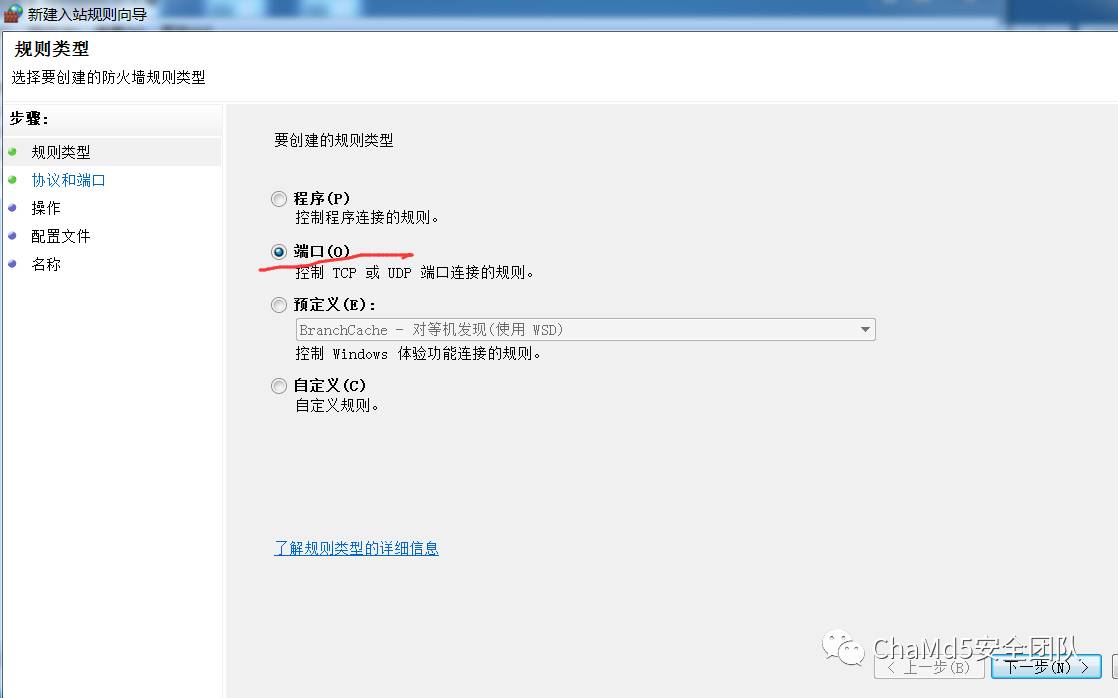 新建入站规则向导
规则类型
选择要创建的防火墙规则类型
步骤:
规则类型
协议和端口
操作
配置文件
名称
要创建的规则类型
程序(P)
控制程序连接的规则。
端口(O)
控制 TCP 或 UDP 端口连接的规则。
预定义(E):
BranchCache - 对等机发现(使用 WSD)
控制 Windows 体验功能连接的规则。
自定义(C)
自定义规则。
了解规则类型的详细信息
ChaMd5安全团队
< 上一步(B)
下一步(N) >